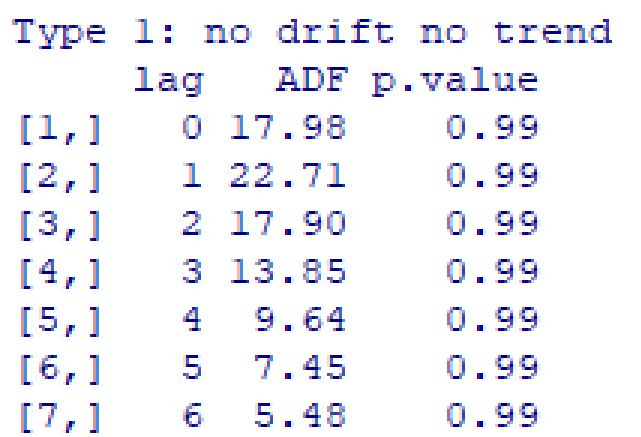 Type 1: no drift no trend
lag ADF p.value
[1,] 0 17.98 0.99
[2,] 1 22.71 0.99
[3,] 2 17.90 0.99
[4,] 3 13.85 0.99
[5,] 4 9.64 0.99
[6,] 5 7.45 0.99
[7,] 6 5.48 0.99